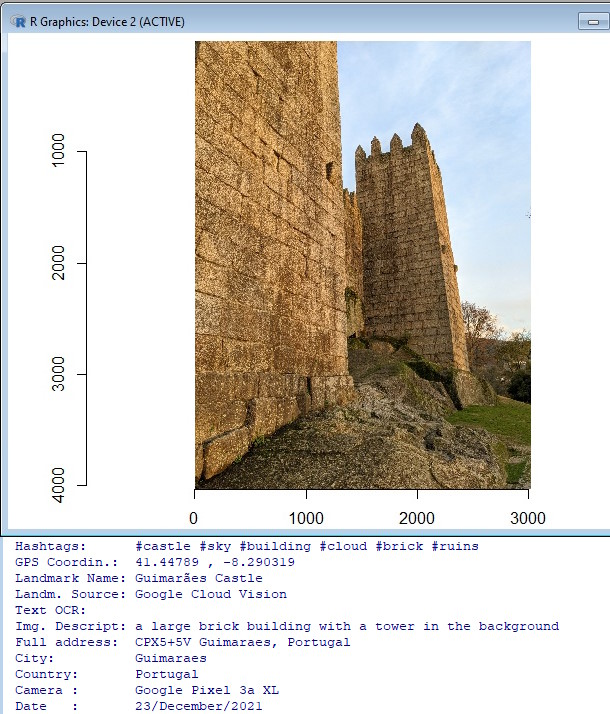 R Graphics: Device 2 (ACTIVE)
1000
2000
3000
4000
0 1000 2000 3000
Hashtags: #castle #sky #building #cloud #brick #ruins
GPS Coordin.: 41.44789 , -8.290319
Landmark Name: Guimarães Castle
Landm. Source: Google Cloud Vision
Text OCR:
Img. Descript: a large brick building with a tower in the background
Full address: CPX5+5V Guimaraes, Portugal
City: Guimaraes
Country: Portugal
Camera : Google Pixel 3a XL
Date : 23/December/2021